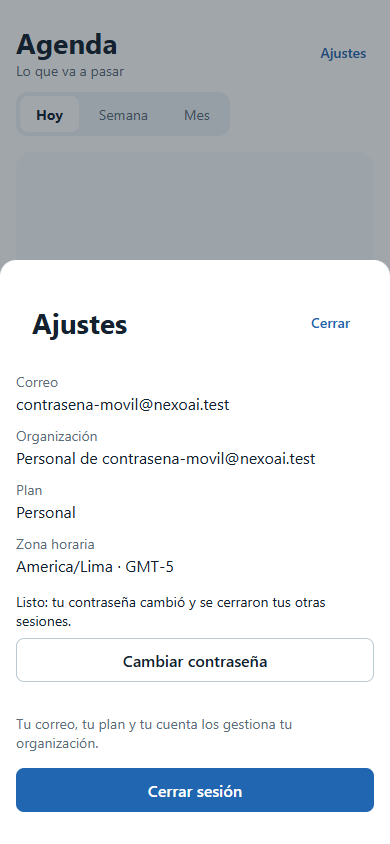 Agenda
Ajustes
Lo que va a pasar
Hoy
Semana
Mes
Ajustes
Cerrar
Correo
contrasena-movil@nexoai.test
Organización
Personal de contrasena-movil@nexoai.test
Plan
Personal
Zona horaria
America/Lima · GMT-5
Listo: tu contraseña cambió y se cerraron tus otras
sesiones.
Cambiar contraseña
Tu correo, tu plan y tu cuenta los gestiona tu
organización.
Cerrar sesión